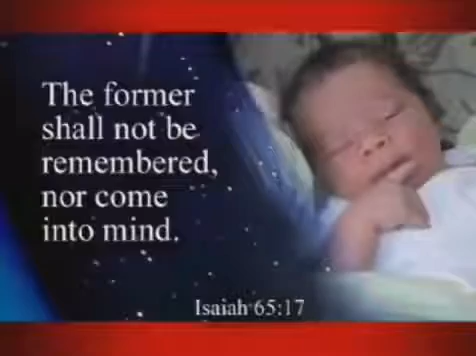 The former
shall not be
remembered,
nor come
into mind.
Isaiah 65:17